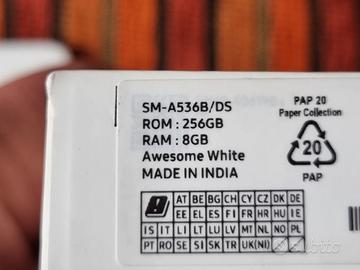 SM-A536B/DS
ROM : 256GB
RAM : 8GB
Awesome White
MADE IN INDIA
PAP 20
Paper Collection
20
PAP
AT BE BG CH CY CZ DK DE
EE EL ES FI FR HR HU IE
IS IT LI LT LU LV MT NL NO PL
PT RO SE SI SK TR UK(NI)
subito